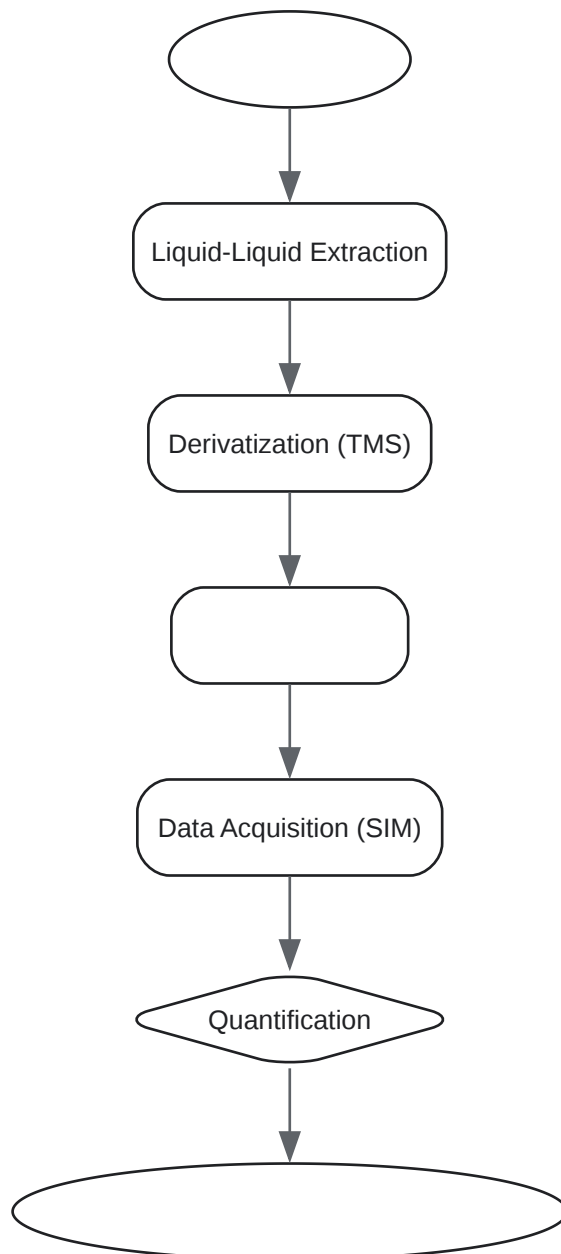 Liquid-Liquid Extraction
Derivatization (TMS)
Data Acquisition (SIM)
Quantification